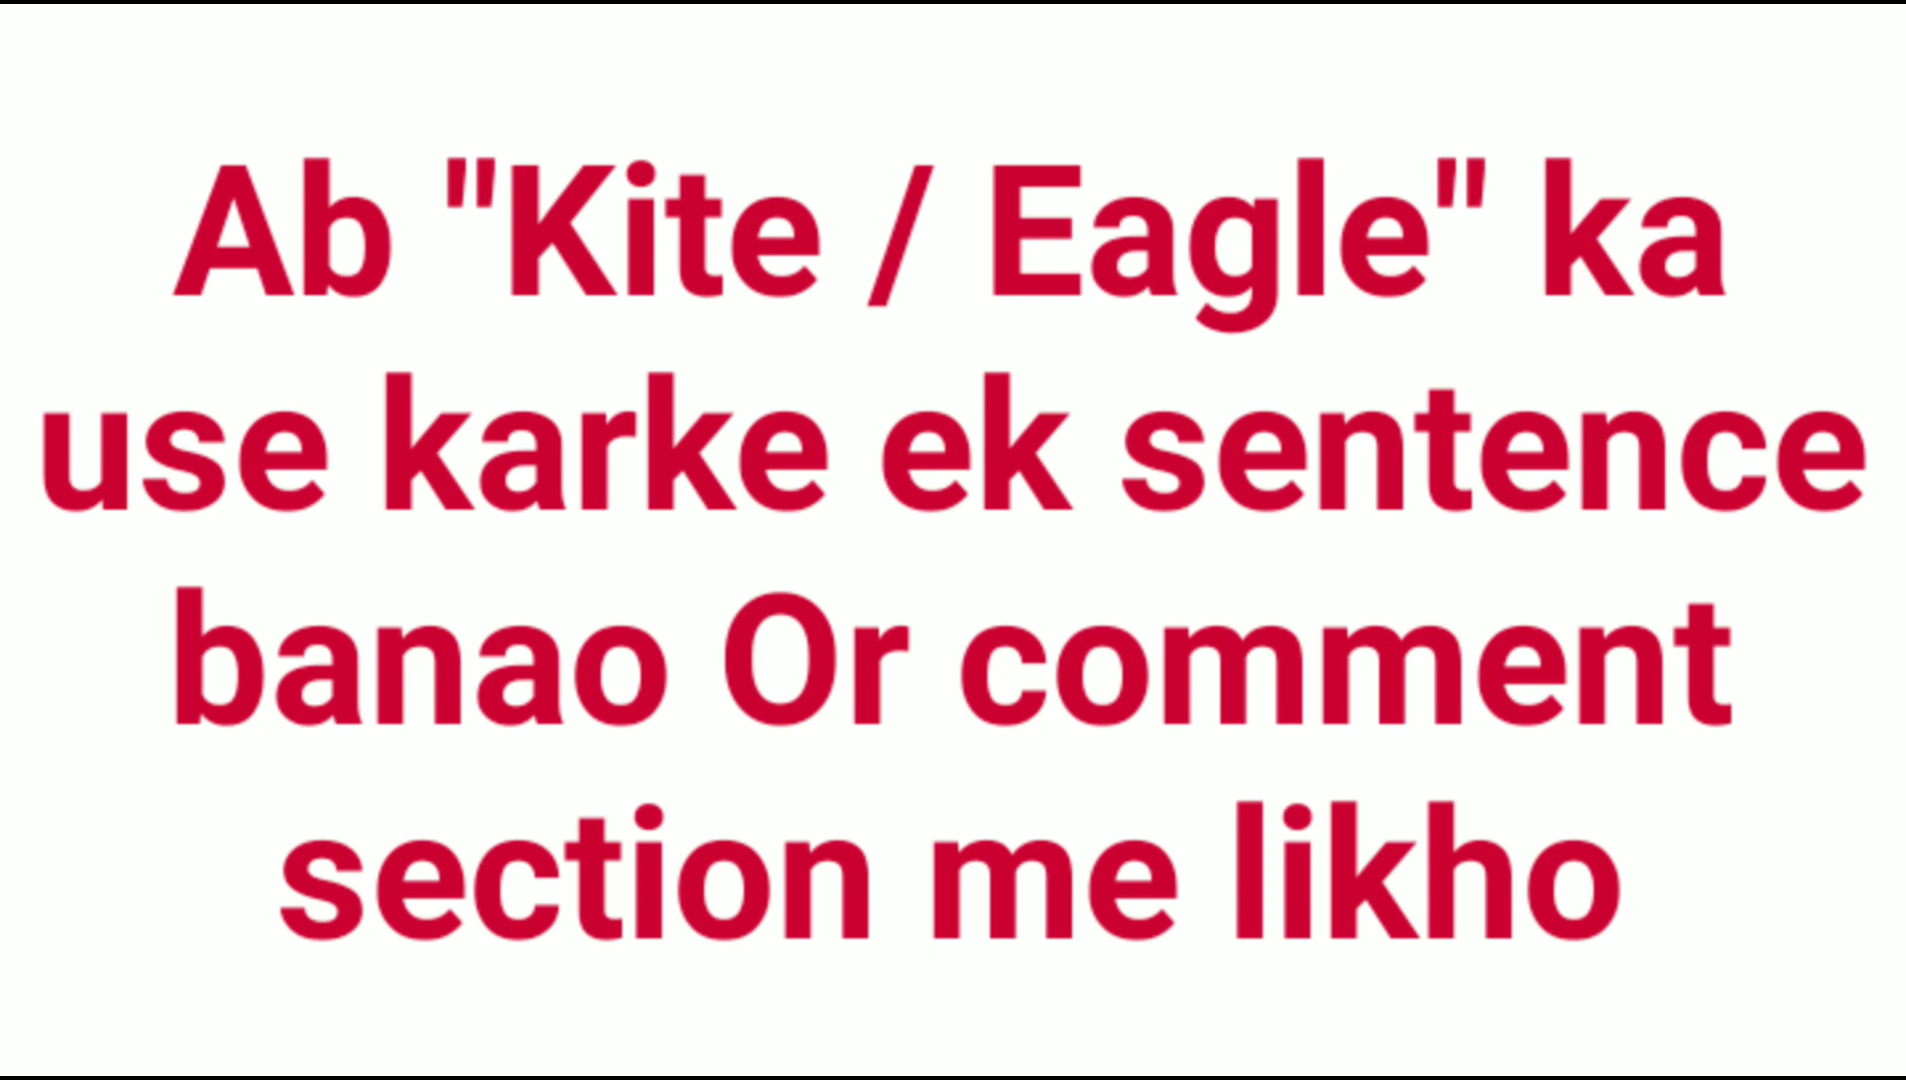 Ab "Kite / Eagle" ka
use karke ek sentence
banao Or comment
section me likho